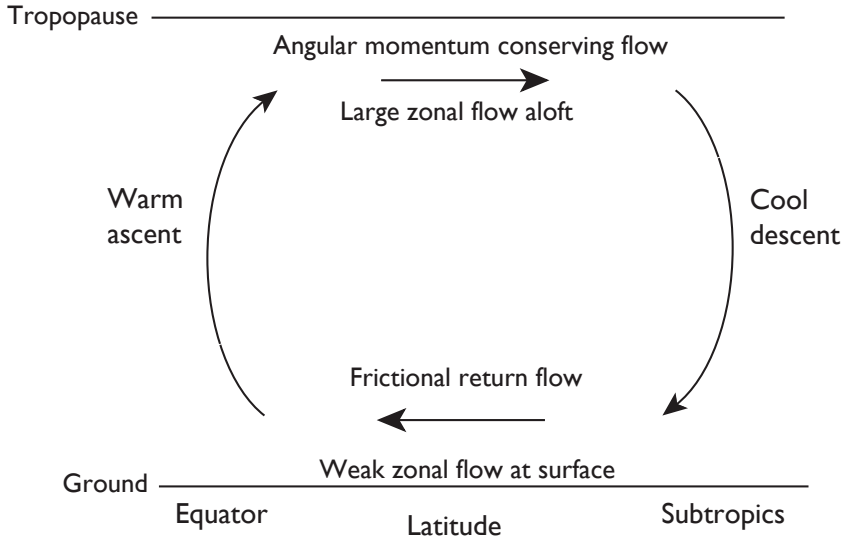 Tropopause
Angular momentum conserving flow
Large zonal flow aloft
Warm
ascent
Cool
descent
Frictional return flow
Weak zonal flow at surface
Ground
Equator
Latitude
Subtropics